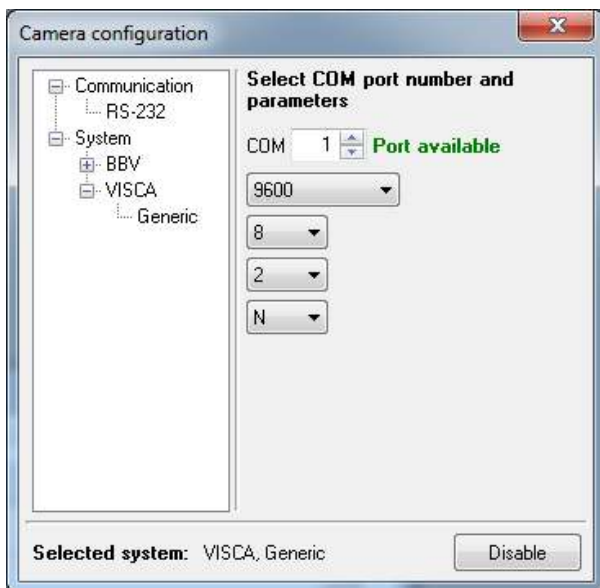 Camera configuration
Communication
RS-232
System
BBV
VISCA
Generic
Select COM port number and
parameters
COM 1 Port available
9600
8
2
N
Selected system: VISCA, Generic
Disable